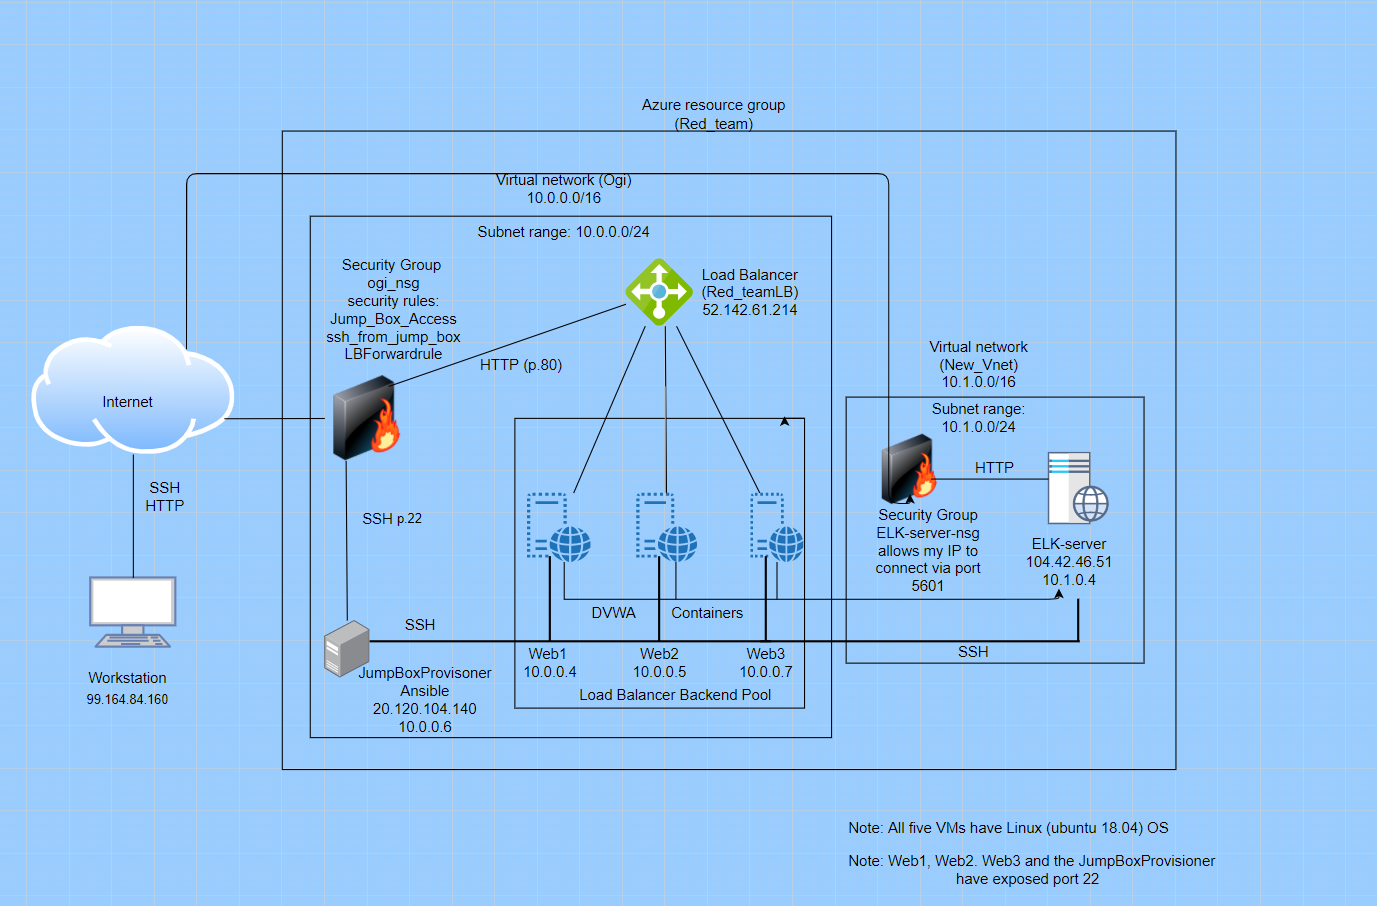 Azure resource group
(Red_team)
Virtual network (Ogi)
10.0.0.0/16
Subnet range: 10.0.0.0/24
Security Group
ogi_nsg
security rules:
Jump_Box_Access
ssh_from_jump_box
LBForwardrule
Load Balancer
(Red_teamLB)
52.142.61.214
HTTP (p.80)
Internet
SSH
HTTP
Workstation
99.164.84.160
SSH p.22
SSH
JumpBoxProvisoner
Ansible
20.120.104.140
10.0.0.6
DVWA
Containers
Web1
10.0.0.4
Web2
10.0.0.5
Web3
10.0.0.7
Load Balancer Backend Pool
Virtual network
(New_Vnet)
10.1.0.0/16
Subnet range:
10.1.0.0/24
HTTP
Security Group
ELK-server-nsg
allows my IP to
connect via port
5601
ELK-server
104.42.46.51
10.1.0.4
SSH
Note: All five VMs have Linux (ubuntu 18.04) OS
Note: Web1, Web2. Web3 and the JumpBoxProvisioner
have exposed port 22